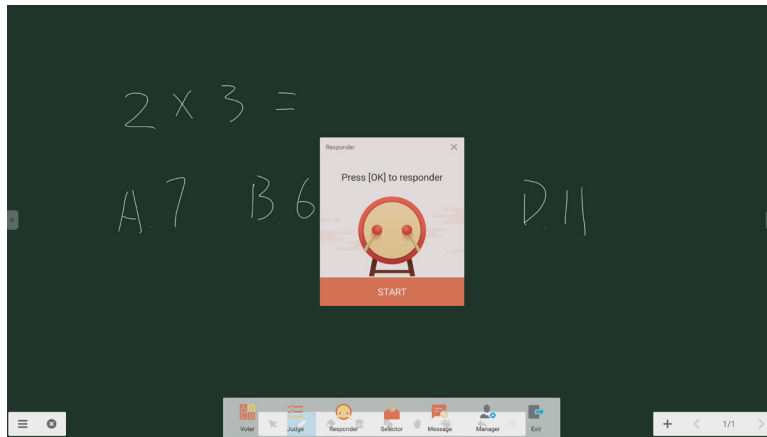 2 × 3 =
Responder
Press [OK] to responder
A.7 B.6 D.11
START
Voter Judge Responder Selector Message Manager Exit
1/1